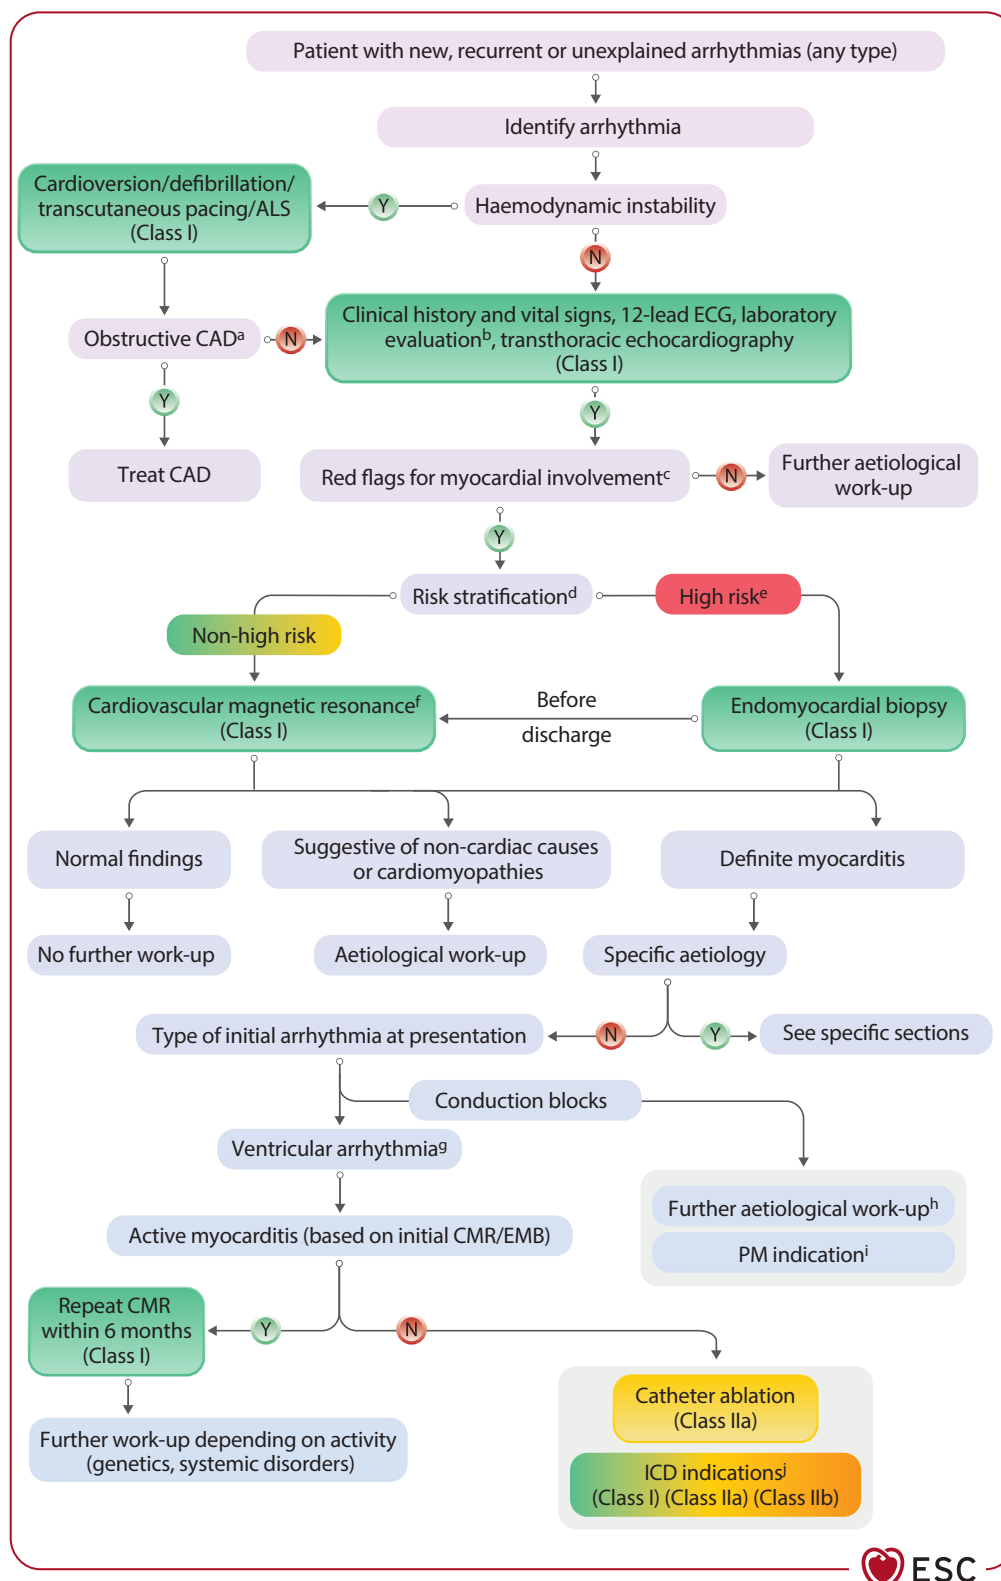 Patient with new, recurrent or unexplained arrhythmias (any type)
Identify arrhythmia
Cardioversion/defibrillation/
transcutaneous pacing/ALS
(Class I)
Y
Haemodynamic instability
N
Obstructive CADᵃ
N
Clinical history and vital signs, 12-lead ECG, laboratory
evaluationᵇ, transthoracic echocardiography
(Class I)
Y
Y
Treat CAD
Red flags for myocardial involvementᶜ
N
Further aetiological
work-up
Y
Risk stratificationᵈ
High riskᵉ
Non-high risk
Cardiovascular magnetic resonanceᶠ
(Class I)
Before
discharge
Endomyocardial biopsy
(Class I)
Normal findings
Suggestive of non-cardiac causes
or cardiomyopathies
Definite myocarditis
No further work-up
Aetiological work-up
Specific aetiology
Type of initial arrhythmia at presentation
N
Y
See specific sections
Conduction blocks
Ventricular arrhythmiaᵍ
Further aetiological work-upʰ
PM indicationⁱ
Active myocarditis (based on initial CMR/EMB)
Repeat CMR
within 6 months
(Class I)
Y
N
Catheter ablation
(Class IIa)
Further work-up depending on activity
(genetics, systemic disorders)
ICD indicationsʲ
(Class I) (Class IIa) (Class IIb)
ESC